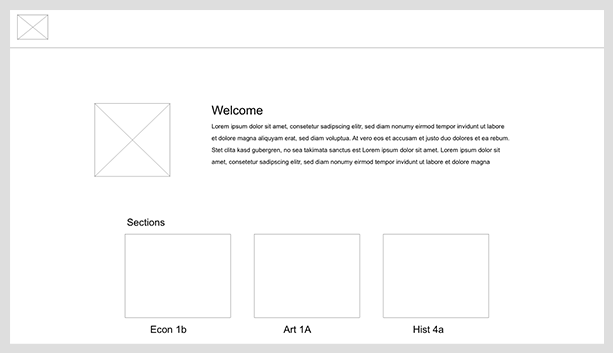 Welcome
Lorem ipsum dolor sit amet, consetetur sadipscing elitr, sed diam nonumy eirmod tempor invidunt ut labore
et dolore magna aliquyam erat, sed diam voluptua. At vero eos et accusam et justo duo dolores et ea rebum.
Stet clita kasd gubergren, no sea takimata sanctus est Lorem ipsum dolor sit amet. Lorem ipsum dolor sit
amet, consetetur sadipscing elitr, sed diam nonumy eirmod tempor invidunt ut labore et dolore magna
Sections
Econ 1b
Art 1A
Hist 4a